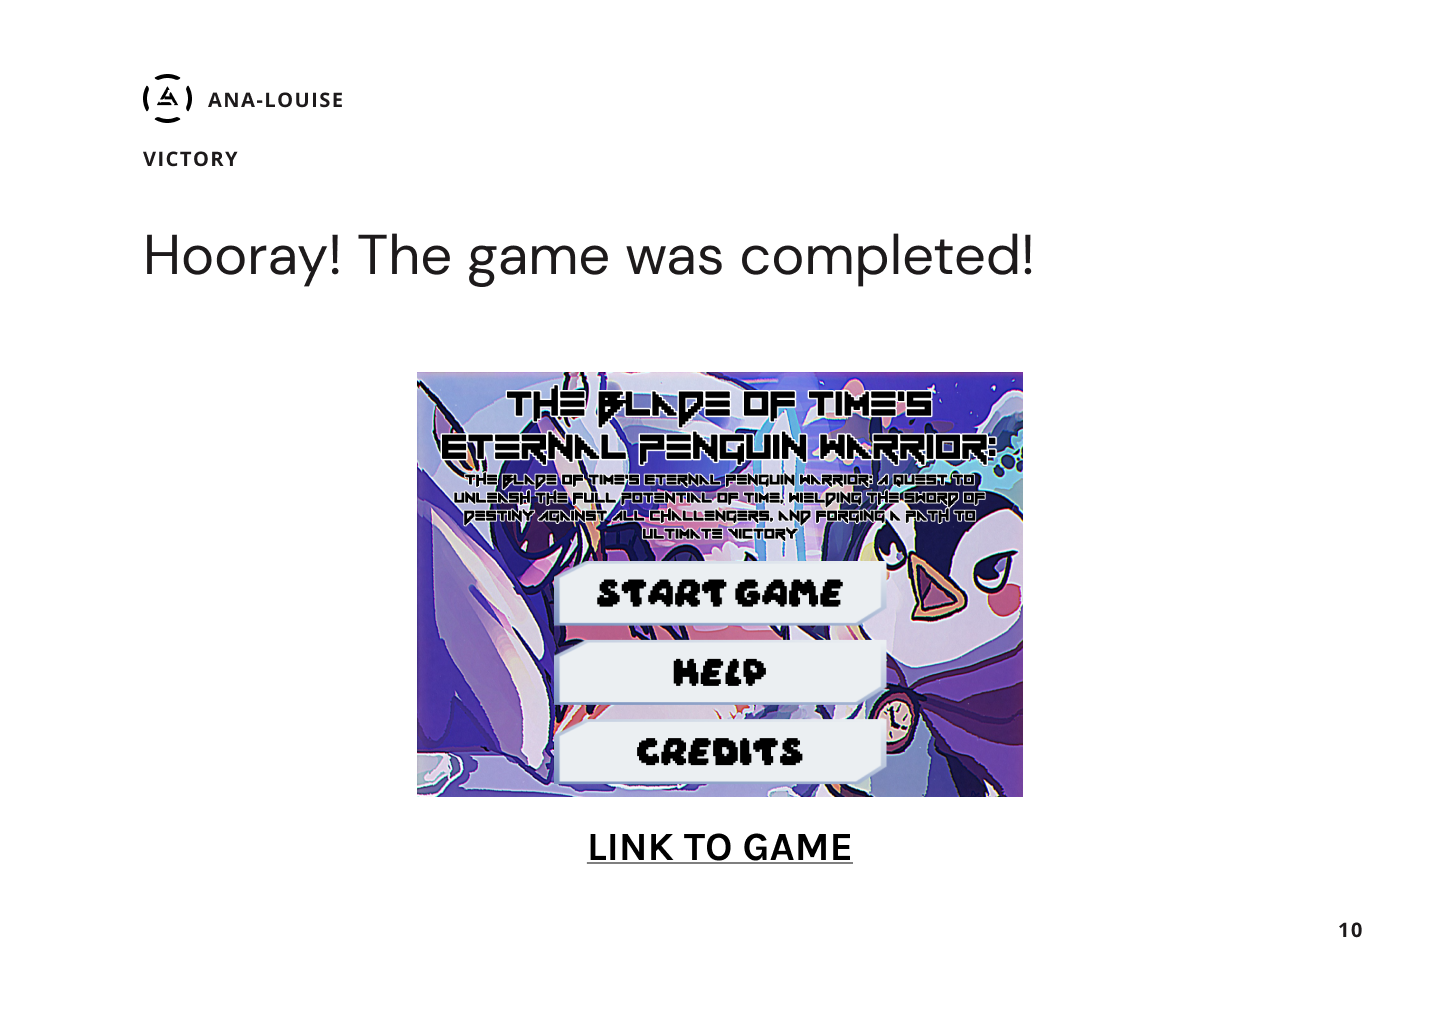 ANA-LOUISE
VICTORY
Hooray! The game was completed!
THE BLADE OF TIME'S
ETERNAL PENGUIN WARRIOR:
THE BLADE OF TIME'S ETERNAL PENGUIN WARRIOR: A QUEST TO
UNLEASH THE FULL POTENTIAL OF TIME, WIELDING THE SWORD OF
DESTINY AGAINST ALL CHALLENGERS, AND FORGING A PATH TO
ULTIMATE VICTORY
START GAME
HELP
CREDITS
LINK TO GAME
10